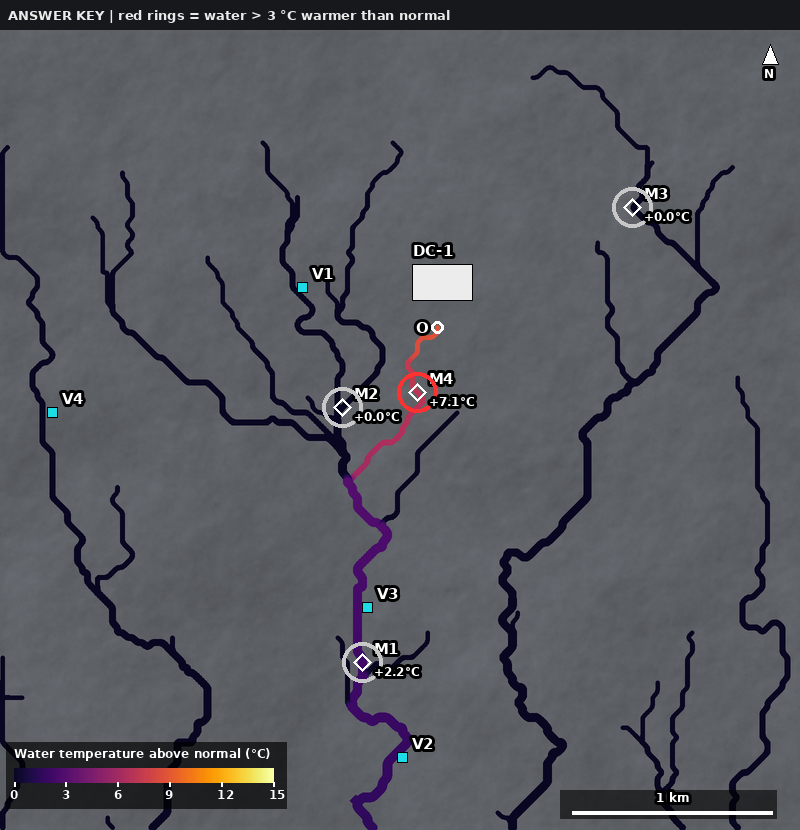 ANSWER KEY | red rings = water > 3 °C warmer than normal
N
M3
+0.0°C
DC-1
V1
O
M4
+7.1°C
M2
+0.0°C
V4
V3
M1
+2.2°C
V2
Water temperature above normal (°C)
0 3 6 9 12 15
1 km